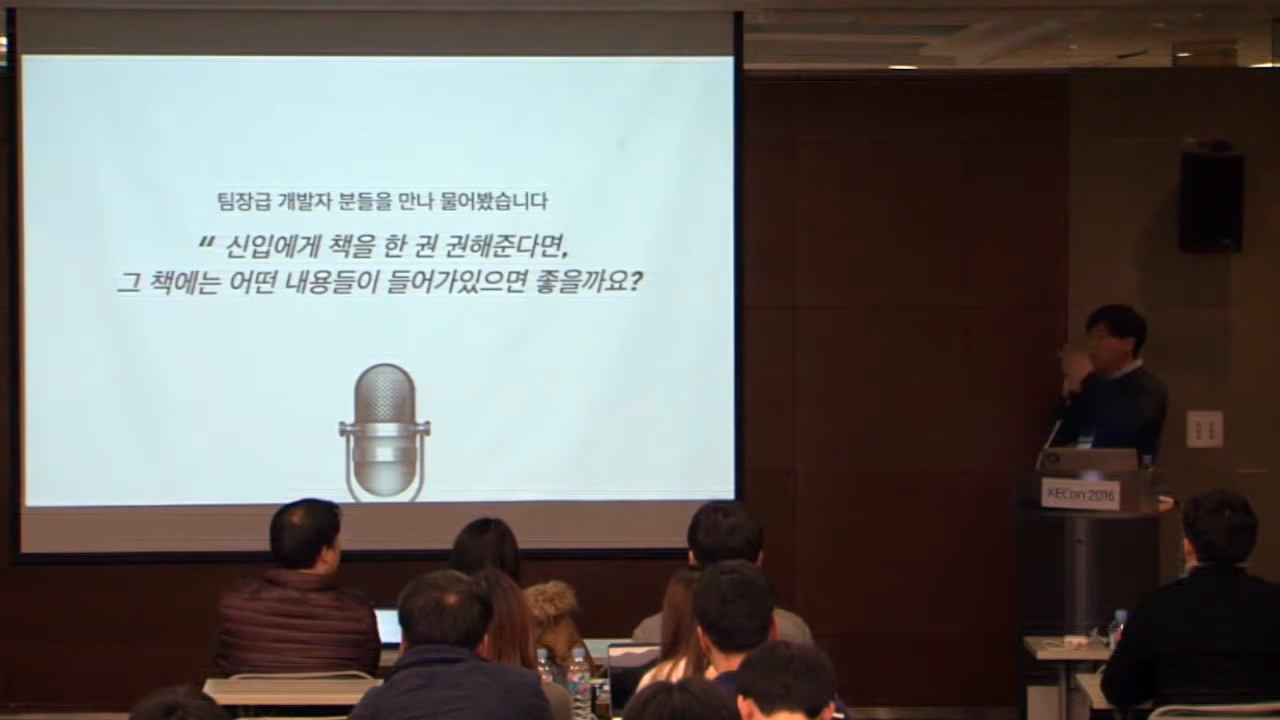 팀장급 개발자 분들을 만나 물어봤습니다
“ 신입에게 책을 한 권 권해준다면,
그 책에는 어떤 내용들이 들어가있으면 좋을까요?
XECon 2016